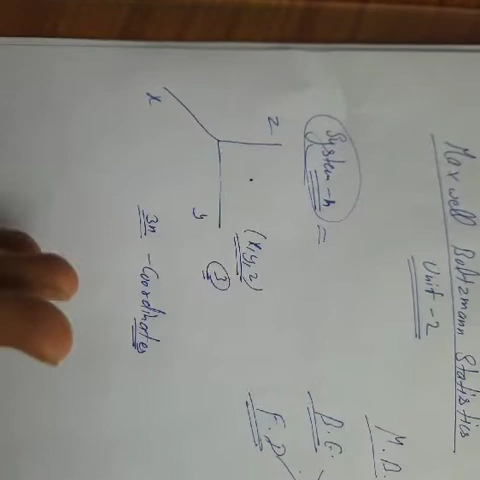 Maxwell Boltzmann Statistics
Unit-2
M.B.
B.E.
F.D.
System-n =
Z
X
y
(x,y,z)
3
3n - Coordinates